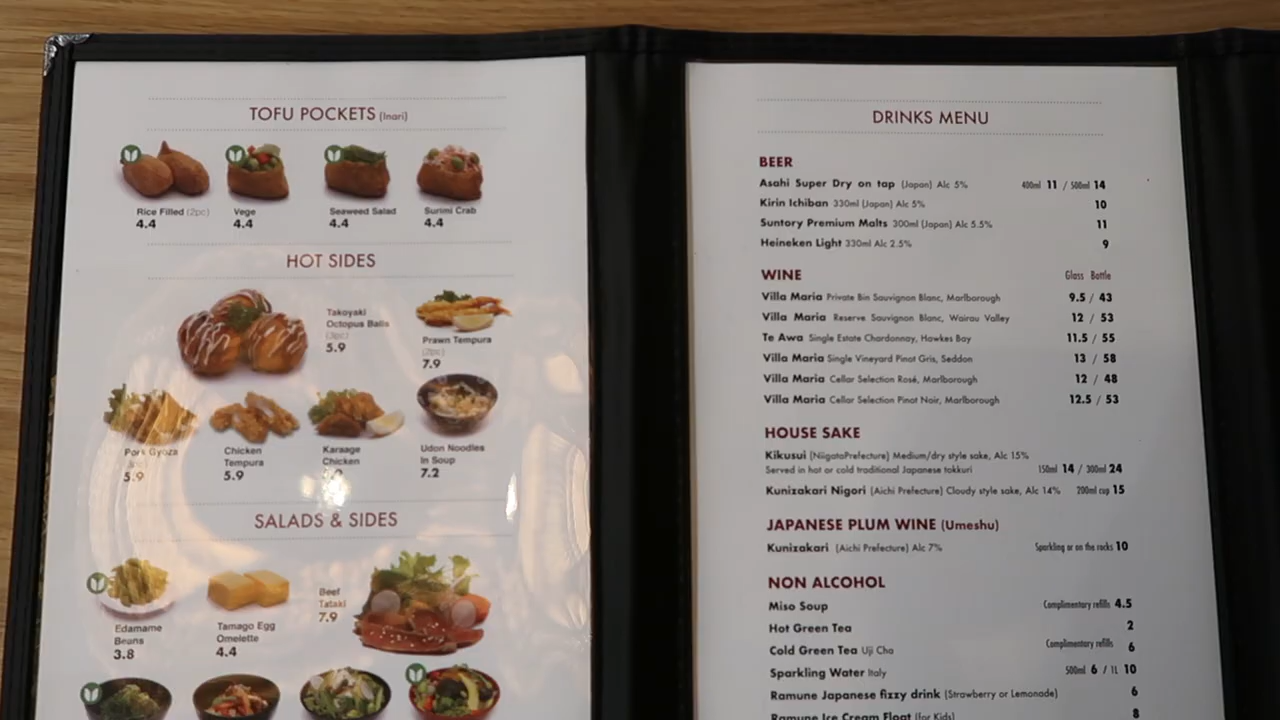 TOFU POCKETS (Inari)
Rice Filled (2pc)
4.4
Vege
4.4
Seaweed Salad
4.4
Surimi Crab
4.4
HOT SIDES
Takoyaki
Octopus Balls
(3pc)
5.9
Prawn Tempura
(2pc)
7.9
Pork Gyoza
5.9
Chicken
Tempura
5.9
Karaage
Chicken
Udon Noodles
In Soup
7.2
SALADS & SIDES
Edamame
Beans
3.8
Tamago Egg
Omelette
4.4
Beef
Tataki
7.9
DRINKS MENU
BEER
Asahi Super Dry on tap (Japan) Alc 5% 400ml 11 / 500ml 14
Kirin Ichiban 330ml (Japan) Alc 5% 10
Suntory Premium Malts 300ml (Japan) Alc 5.5% 11
Heineken Light 330ml Alc 2.5% 9
WINE Glass Bottle
Villa Maria Private Bin Sauvignon Blanc, Marlborough 9.5 / 43
Villa Maria Reserve Sauvignon Blanc, Wairau Valley 12 / 53
Te Awa Single Estate Chardonnay, Hawkes Bay 11.5 / 55
Villa Maria Single Vineyard Pinot Gris, Seddon 13 / 58
Villa Maria Cellar Selection Rosé, Marlborough 12 / 48
Villa Maria Cellar Selection Pinot Noir, Marlborough 12.5 / 53
HOUSE SAKE
Kikusui (NiigataPrefecture) Medium/dry style sake, Alc 15%
Served in hot or cold traditional Japanese tokkuri 150ml 14 / 300ml 24
Kunizakari Nigori (Aichi Prefecture) Cloudy style sake, Alc 14% 200ml cup 15
JAPANESE PLUM WINE (Umeshu)
Kunizakari (Aichi Prefecture) Alc 7% Sparkling or on the rocks 10
NON ALCOHOL
Miso Soup Complimentary refills 4.5
Hot Green Tea 2
Cold Green Tea Uji Cha Complimentary refills 6
Sparkling Water Italy 500ml 6 / 1L 10
Ramune Japanese fizzy drink (Strawberry or Lemonade) 6
Ramune Ice Cream Float (for Kids) 8